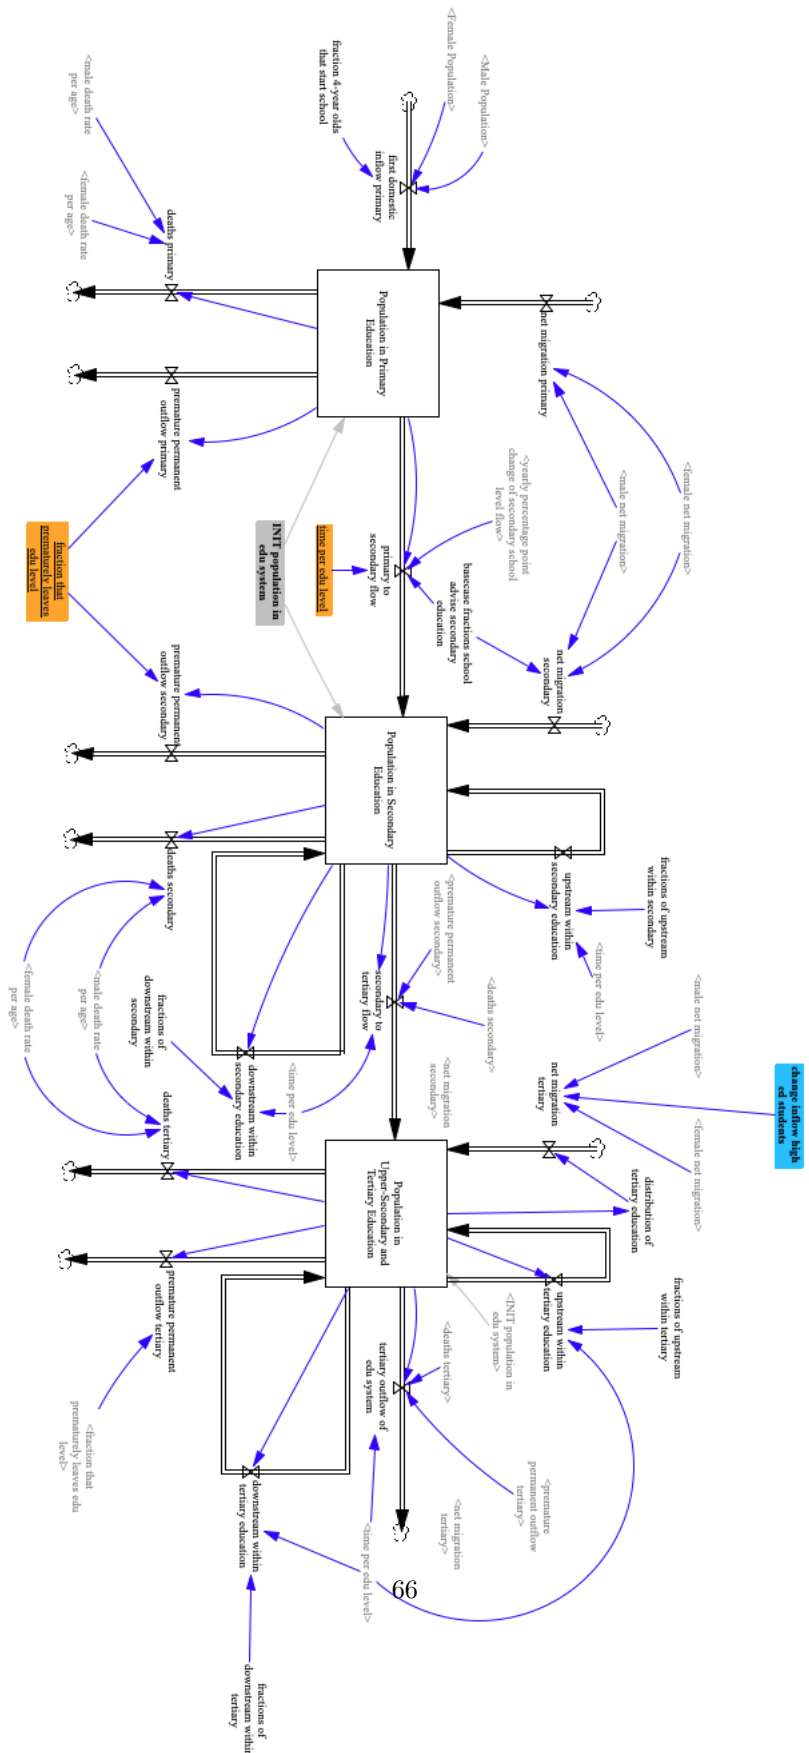 <Male Population>
<Female Population>
fraction 4-year olds
that start school
first domestic
inflow primary
<male death rate
per age>
<female death rate
per age>
deaths primary
Population in Primary
Education
net migration primary
premature permanent
outflow primary
<female net migration>
<male net migration>
<yearly percentage point
change of secondary school
level flow>
basecase fractions school
advise secondary
education
primary to
secondary flow
time per edu level
INIT population in
edu system
fraction that
prematurely leaves
edu level
net migration
secondary
premature permanent
outflow secondary
Population in Secondary
Education
deaths secondary
fractions of upstream
within secondary
upstream within
secondary education
<time per edu level>
<premature permanent
outflow secondary>
<deaths secondary>
secondary to
tertiary flow
<net migration
secondary>
<female death rate
per age>
<male death rate
per age>
fractions of
downstream within
secondary
downstream within
secondary education
<time per edu level>
deaths tertiary
<male net migration>
change inflow high
ed students
net migration
tertiary
<female net migration>
distribution of
tertiary education
Population in
Upper-Secondary and
Tertiary Education
premature permanent
outflow tertiary
<fraction that
prematurely leaves edu
level>
fractions of upstream
within tertiary
upstream within
tertiary education
<INIT population in
edu system>
<deaths tertiary>
tertiary outflow of
edu system
<premature
permanent outflow
tertiary>
<net migration
tertiary>
<time per edu level>
downstream within
tertiary education
fractions of
downstream within
tertiary
66